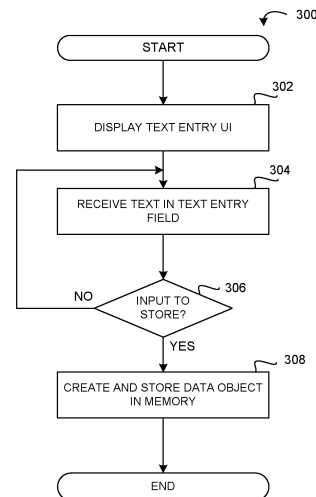 300
START
302
DISPLAY TEXT ENTRY UI
304
RECEIVE TEXT IN TEXT ENTRY
FIELD
306
INPUT TO
STORE?
NO
YES
308
CREATE AND STORE DATA OBJECT
IN MEMORY
END